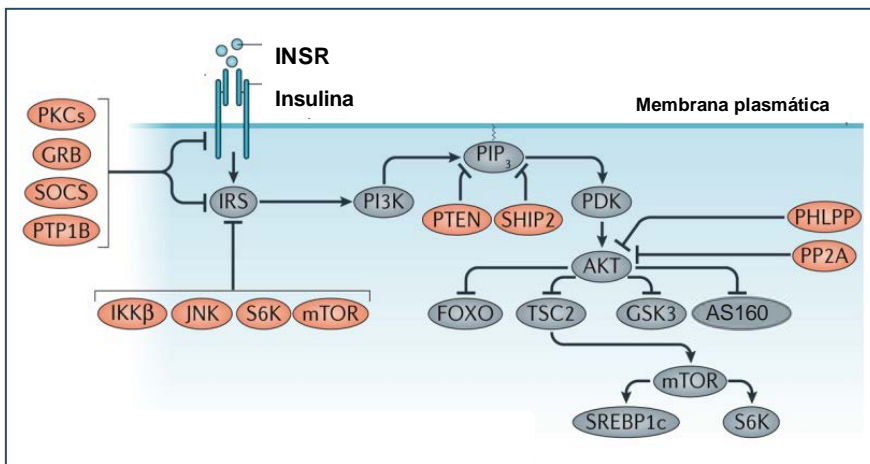 INSR
Insulina
Membrana plasmática
PKCs
GRB
SOCS
PTP1B
IRS
PI3K
PIP3
PDK
PTEN
SHIP2
PHLPP
PP2A
AKT
IKKβ
JNK
S6K
mTOR
FOXO
TSC2
GSK3
AS160
mTOR
SREBP1c
S6K